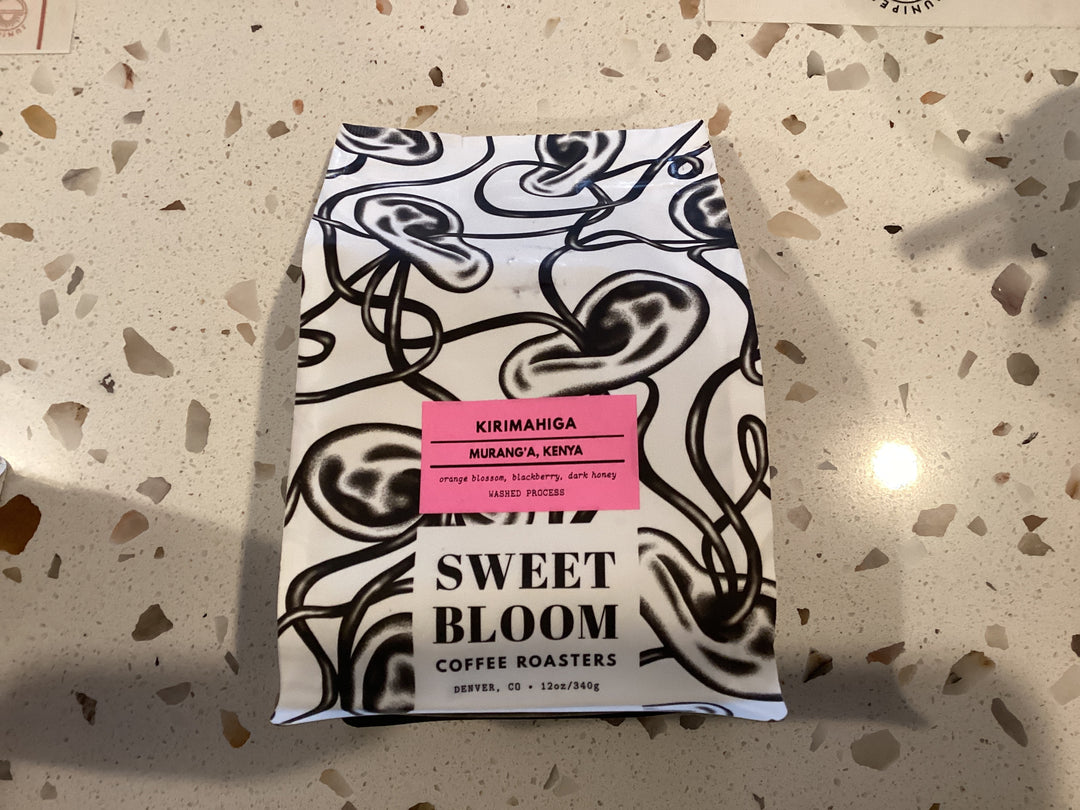 KIRIMAHIGA
MURANG'A, KENYA
orange blossom, blackberry, dark honey
WASHED PROCESS
SWEET
BLOOM
COFFEE ROASTERS
DENVER, CO • 12oz/340g